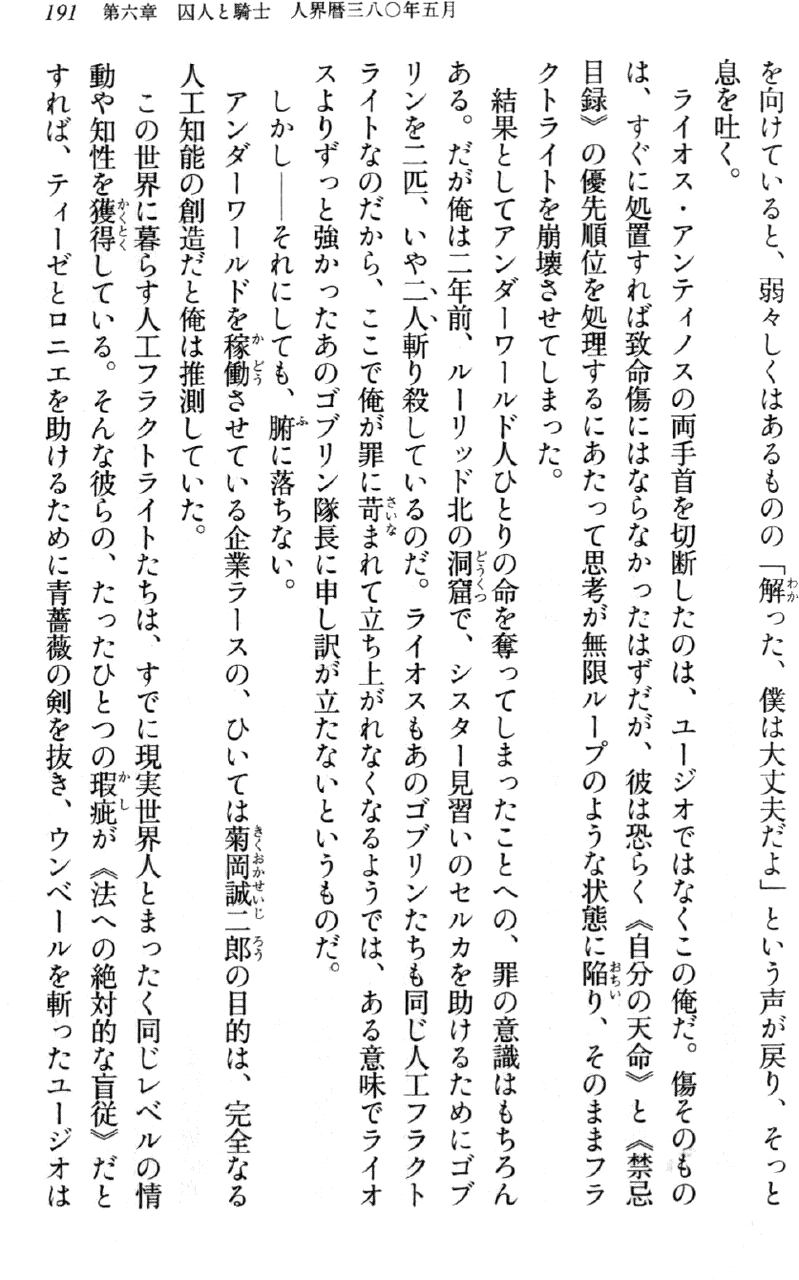 191　第六章　囚人と騎士　人界暦三八〇年五月
を向けていると、弱々しくはあるものの「解った、僕は大丈夫だよ」という声が戻り、そっと
息を吐く。
　ライオス・アンティノスの両手首を切断したのは、ユージオではなくこの俺だ。傷そのもの
は、すぐに処置すれば致命傷にはならなかったはずだが、彼は恐らく《自分の天命》と《禁忌
目録》の優先順位を処理するにあたって思考が無限ループのような状態に陥り、そのままフラ
クトライトを崩壊させてしまった。
　結果としてアンダーワールド人ひとりの命を奪ってしまったことへの、罪の意識はもちろん
ある。だが俺は二年前、ルーリッド北の洞窟で、シスター見習いのセルカを助けるためにゴブ
リンを二匹、いや二人斬り殺しているのだ。ライオスもあのゴブリンたちも同じ人工フラクト
ライトなのだから、ここで俺が罪に苛まれて立ち上がれなくなるようでは、ある意味でライオ
スよりずっと強かったあのゴブリン隊長に申し訳が立たないというものだ。
　しかし――それにしても、腑に落ちない。
　アンダーワールドを稼働させている企業ラースの、ひいては菊岡誠二郎の目的は、完全なる
人工知能の創造だと俺は推測していた。
　この世界に暮らす人工フラクトライトたちは、すでに現実世界人とまったく同じレベルの情
動や知性を獲得している。そんな彼らの、たったひとつの瑕疵が《法への絶対的な盲従》だと
すれば、ティーゼとロニエを助けるために青薔薇の剣を抜き、ウンベールを斬ったユージオは